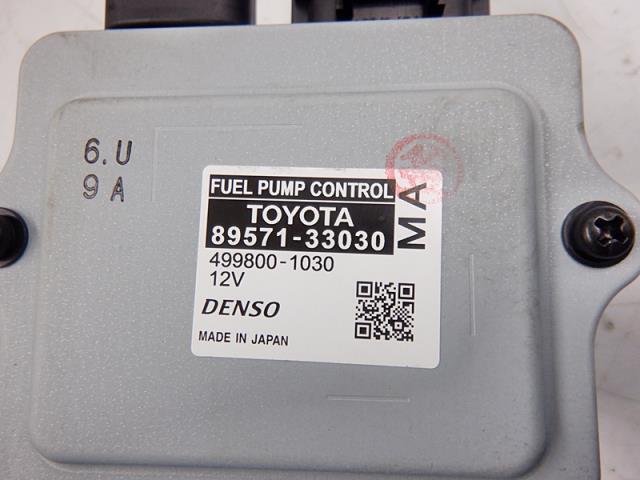 6.U
9A
FUEL PUMP CONTROL
TOYOTA
89571-33030
MA
499800-1030
12V
DENSO
MADE IN JAPAN